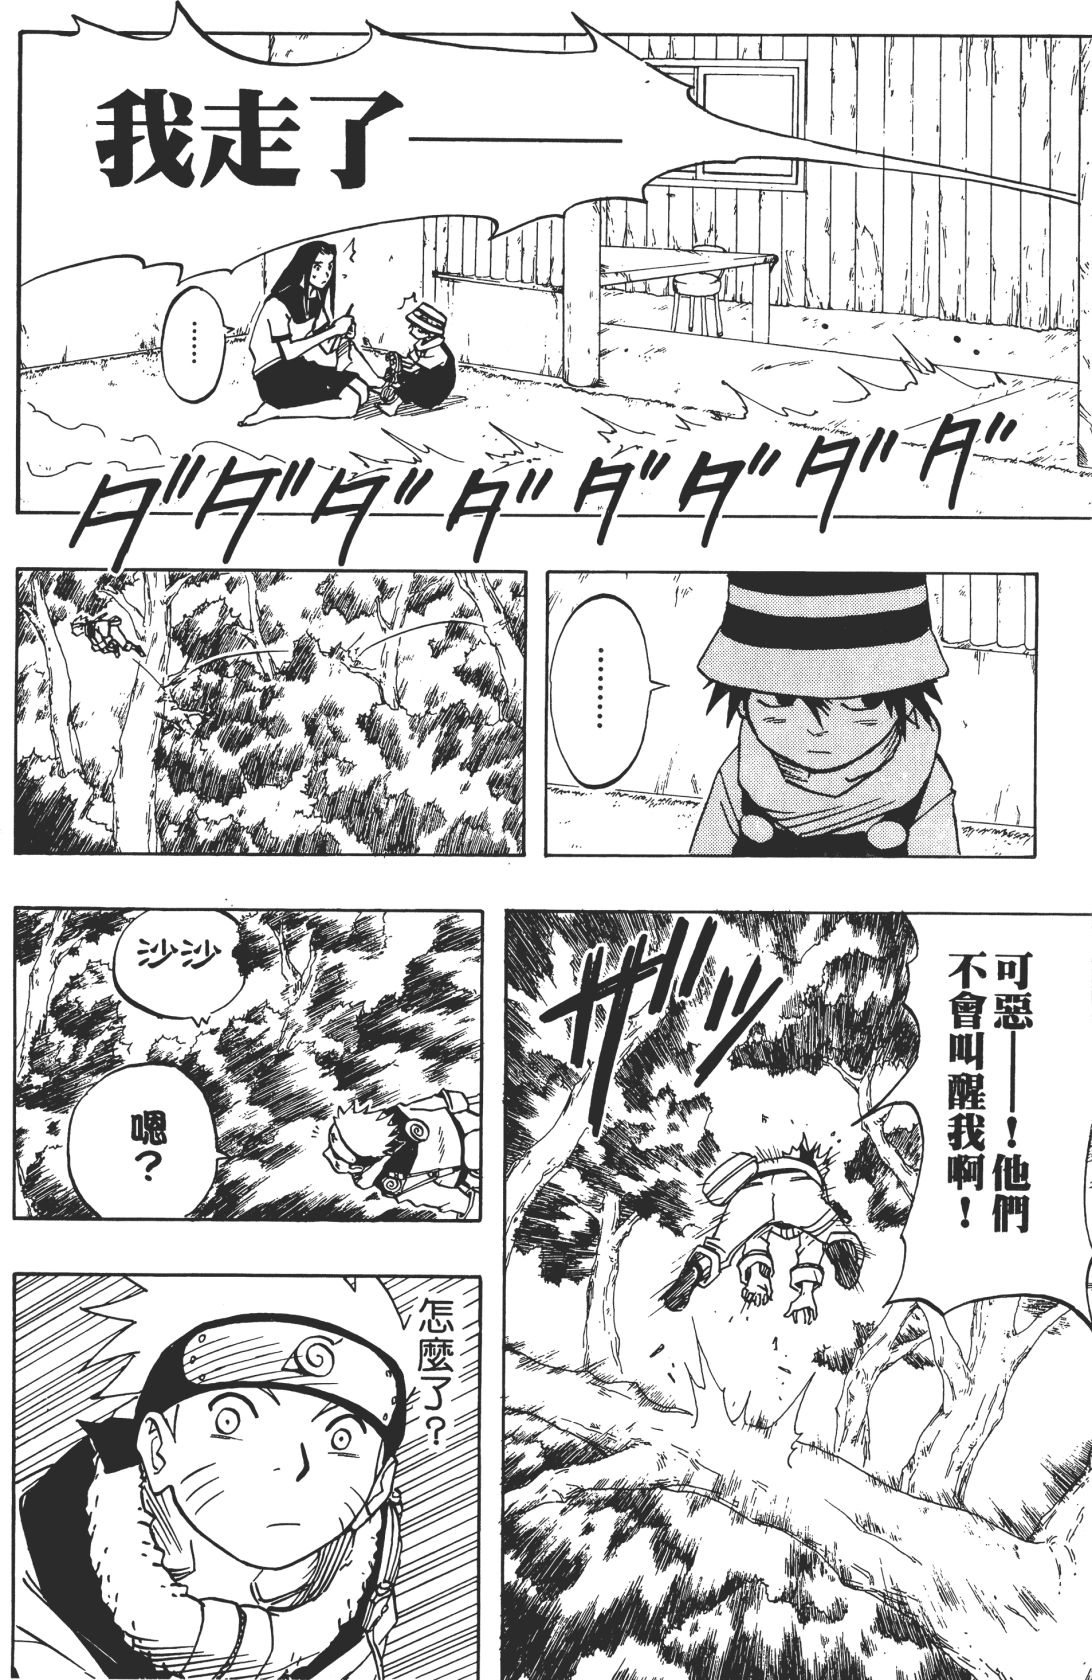 我走了——
……
ダダダダダダダダ
………
可惡——！他們
不會叫醒我啊！
ザザッ
沙沙
嗯？
怎麼了？